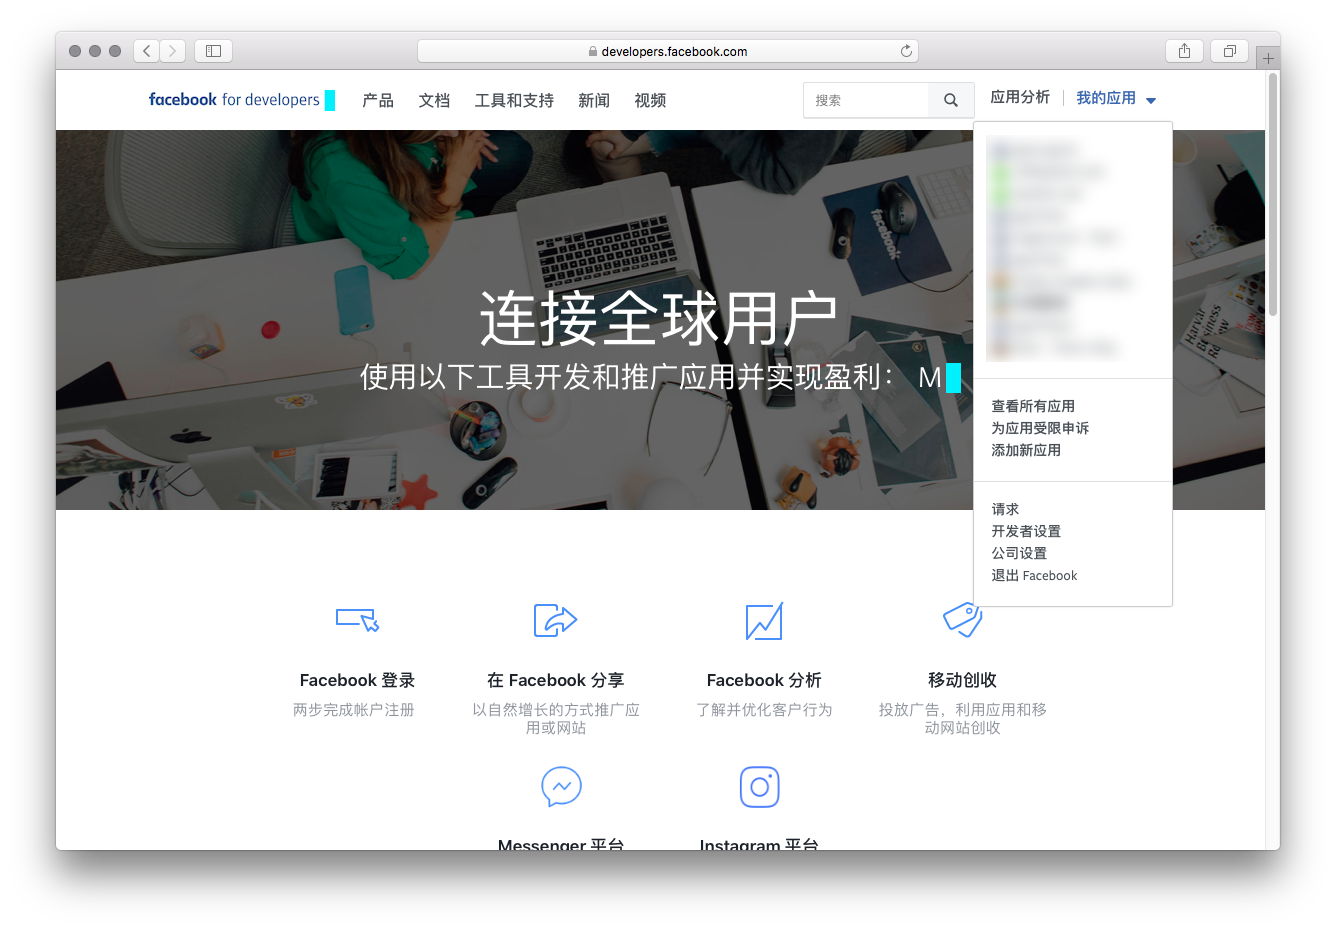 developers.facebook.com
facebook for developers
产品 文档 工具和支持 新闻 视频
搜索
应用分析
我的应用
facebook
连接全球用户
使用以下工具开发和推广应用并实现盈利： M
Harvard
Business
Review
查看所有应用
为应用受限申诉
添加新应用
请求
开发者设置
公司设置
退出 Facebook
Facebook 登录
两步完成帐户注册
在 Facebook 分享
以自然增长的方式推广应
用或网站
Facebook 分析
了解并优化客户行为
移动创收
投放广告，利用应用和移
动网站创收
Messenger 平台
Instagram 平台